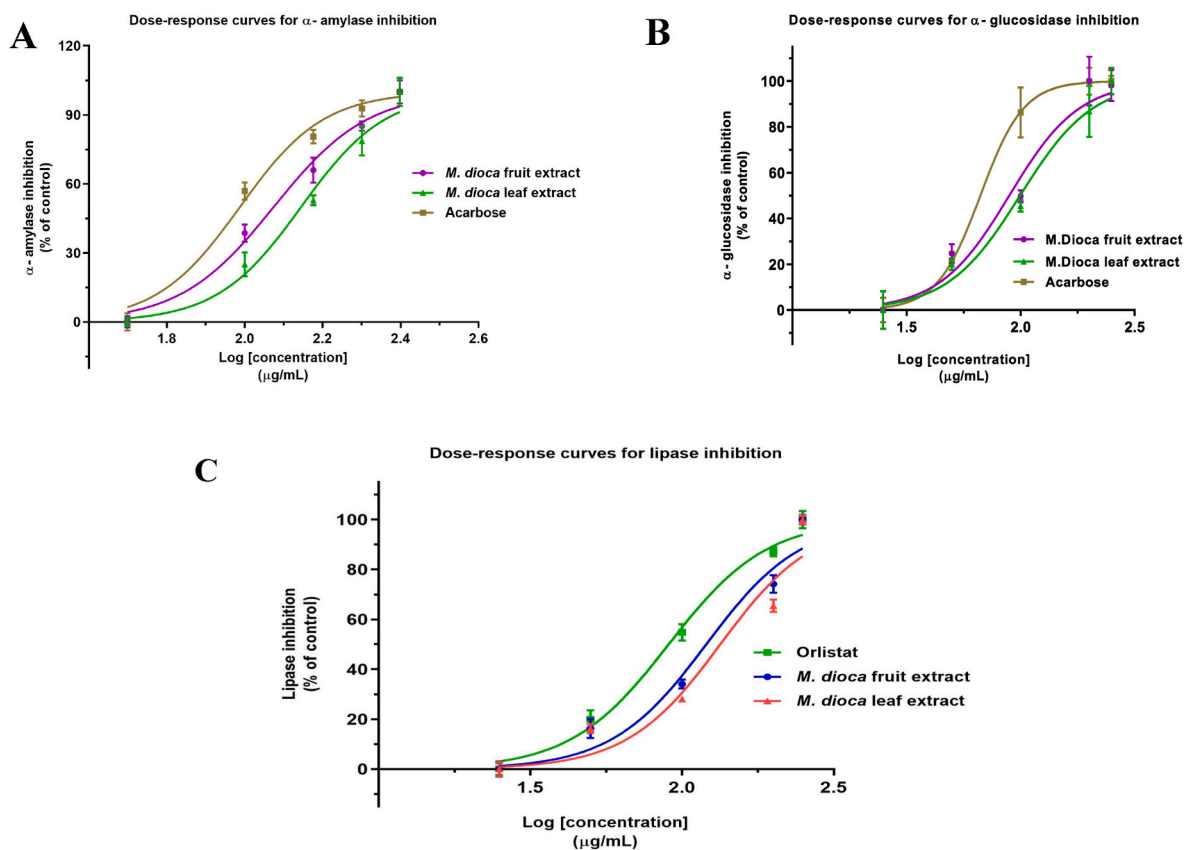 A
Dose-response curves for α- amylase inhibition
120
90
60
30
0
α- amylase inhibition
(% of control)
M. dioca fruit extract
M. dioca leaf extract
Acarbose
1.8 2.0 2.2 2.4 2.6
Log [concentration]
(μg/mL)
B
Dose-response curves for α- glucosidase inhibition
100
80
60
40
20
0
α- glucosidase inhibition
(% of control)
M.Dioca fruit extract
M.Dioca leaf extract
Acarbose
1.5 2.0 2.5
Log [concentration]
(μg/mL)
C
Dose-response curves for lipase inhibition
100
80
60
40
20
0
Lipase inhibition
(% of control)
Orlistat
M. dioca fruit extract
M. dioca leaf extract
1.5 2.0 2.5
Log [concentration]
(μg/mL)